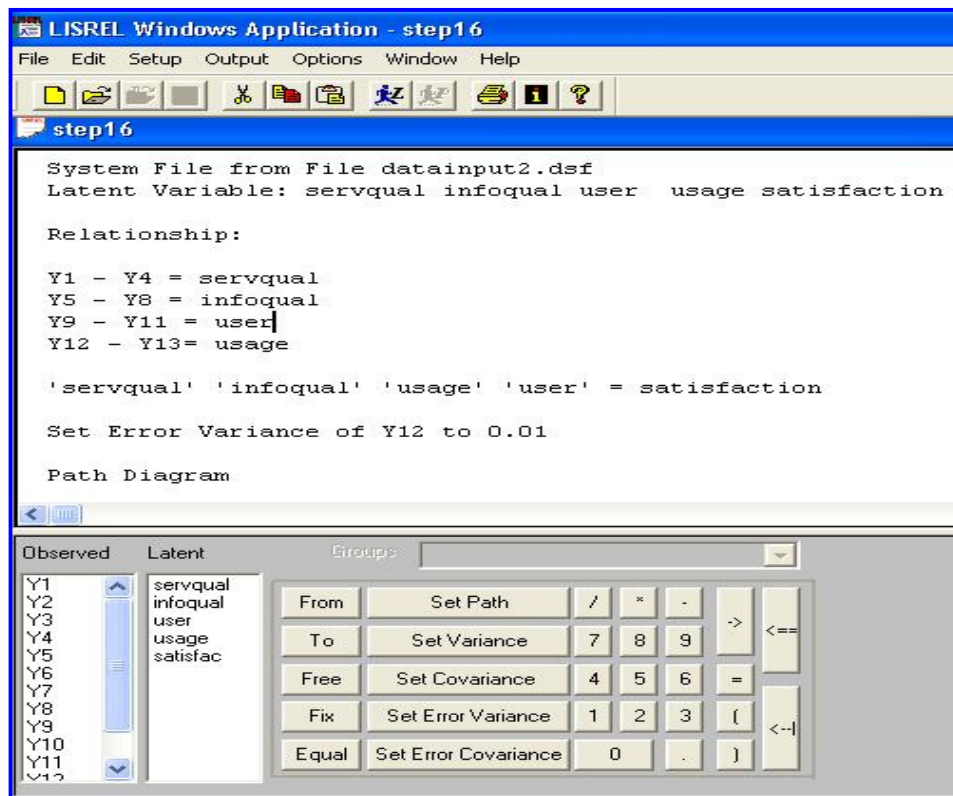 LISREL Windows Application - step16
File Edit Setup Output Options Window Help
step16
System File from File datainput2.dsf
Latent Variable: servqual infoqual user usage satisfaction
Relationship:
Y1 - Y4 = servqual
Y5 - Y8 = infoqual
Y9 - Y11 = user
Y12 - Y13= usage
'servqual' 'infoqual' 'usage' 'user' = satisfaction
Set Error Variance of Y12 to 0.01
Path Diagram
Observed Latent Groups:
Y1
Y2
Y3
Y4
Y5
Y6
Y7
Y8
Y9
Y10
Y11
Y12
servqual
infoqual
user
usage
satisfac
From Set Path / * - -> <==
To Set Variance 7 8 9
Free Set Covariance 4 5 6 =
Fix Set Error Variance 1 2 3 ( <--|
Equal Set Error Covariance 0 . )